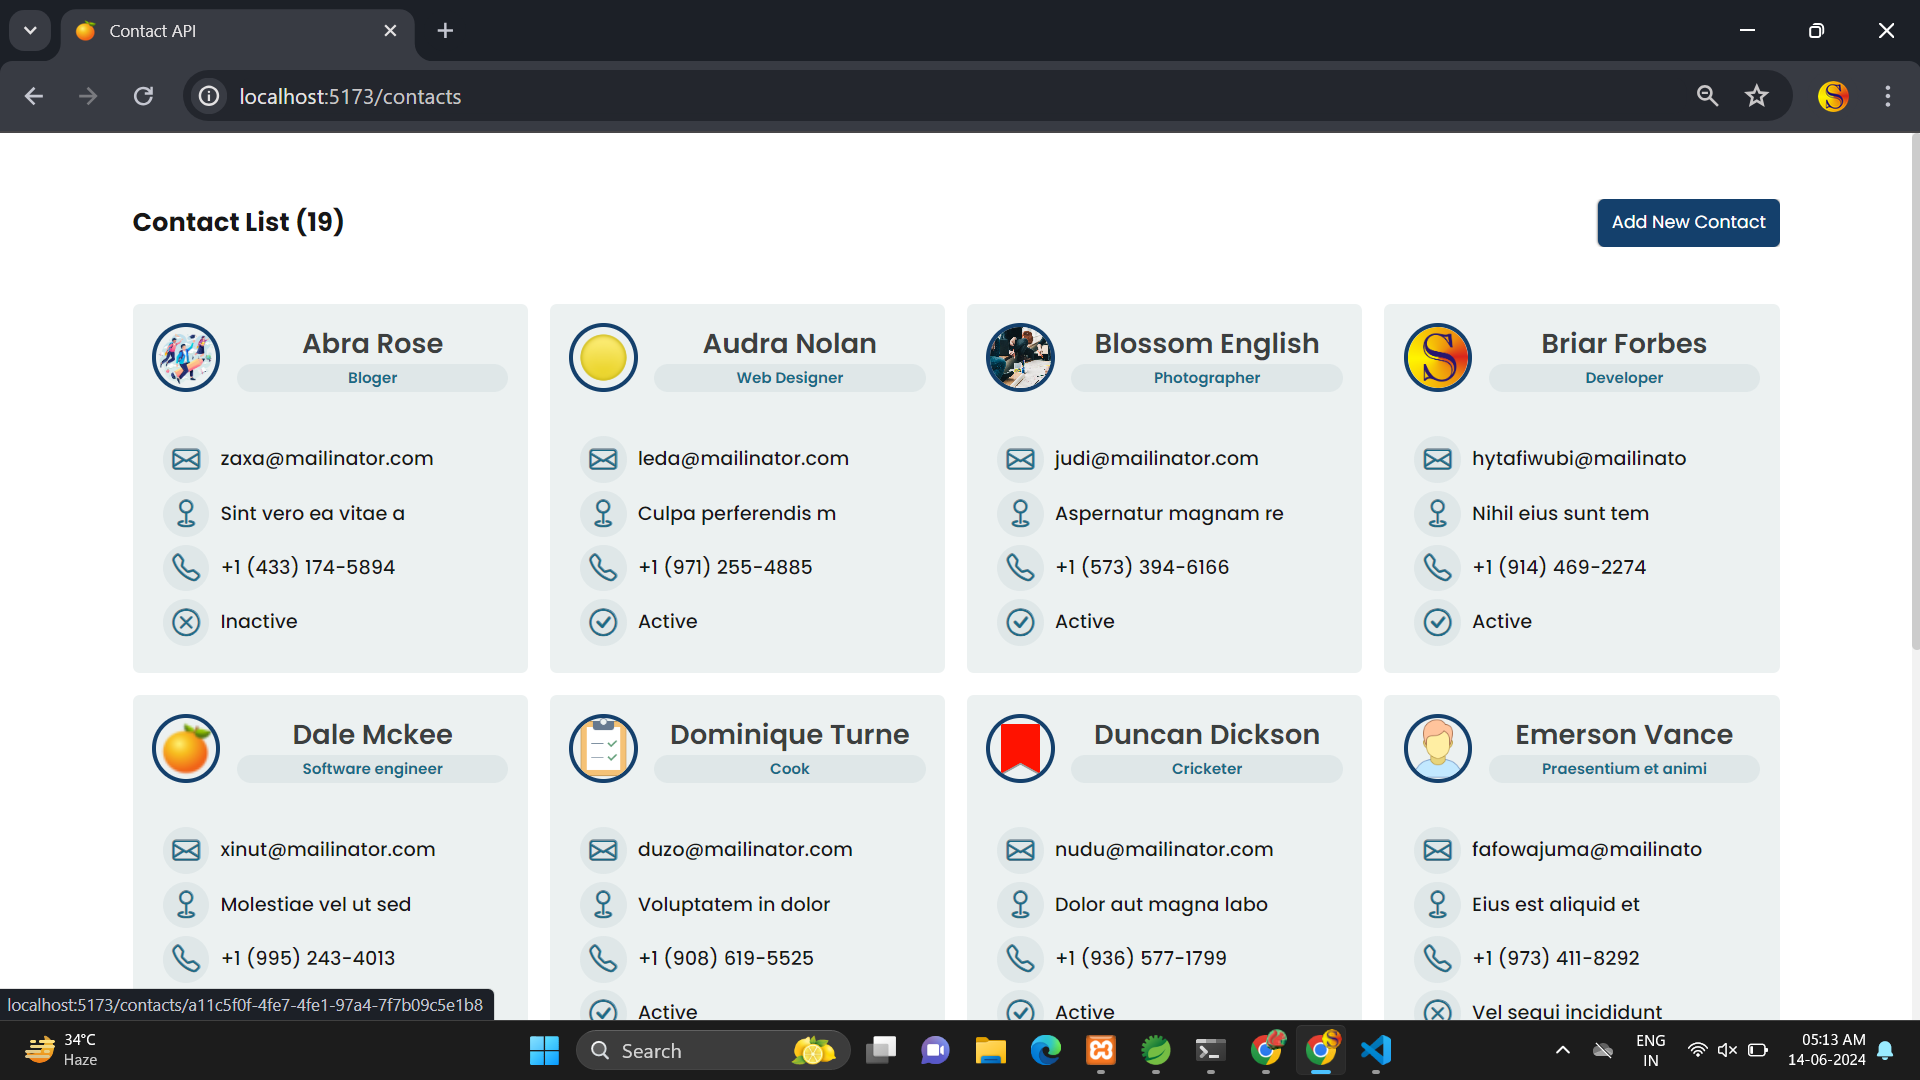 Contact API
localhost:5173/contacts
Contact List (19)
Add New Contact
Abra Rose
Bloger
zaxa@mailinator.com
Sint vero ea vitae a
+1 (433) 174-5894
Inactive
Audra Nolan
Web Designer
leda@mailinator.com
Culpa perferendis m
+1 (971) 255-4885
Active
Blossom English
Photographer
judi@mailinator.com
Aspernatur magnam re
+1 (573) 394-6166
Active
Briar Forbes
Developer
hytafiwubi@mailinato
Nihil eius sunt tem
+1 (914) 469-2274
Active
Dale Mckee
Software engineer
xinut@mailinator.com
Molestiae vel ut sed
+1 (995) 243-4013
Dominique Turne
Cook
duzo@mailinator.com
Voluptatem in dolor
+1 (908) 619-5525
Active
Duncan Dickson
Cricketer
nudu@mailinator.com
Dolor aut magna labo
+1 (936) 577-1799
Active
Emerson Vance
Praesentium et animi
fafowajuma@mailinato
Eius est aliquid et
+1 (973) 411-8292
Vel sequi incididunt
localhost:5173/contacts/a11c5f0f-4fe7-4fe1-97a4-7f7b09c5e1b8
34°C
Haze
Search
ENG
IN
05:13 AM
14-06-2024